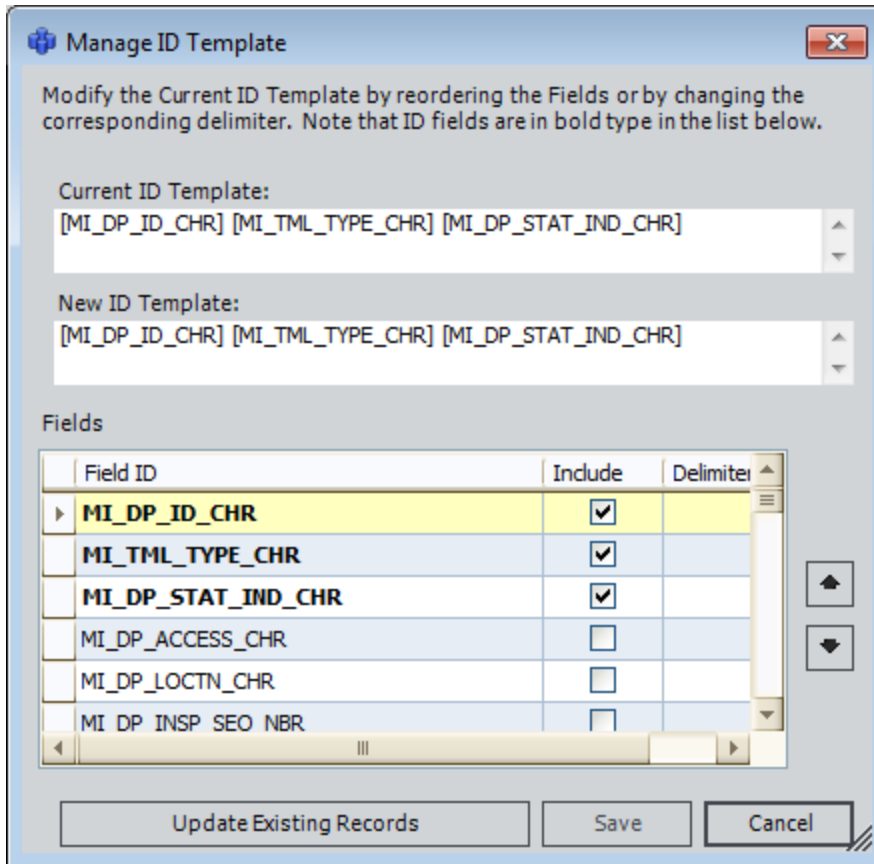 Manage ID Template
Modify the Current ID Template by reordering the Fields or by changing the
corresponding delimiter. Note that ID fields are in bold type in the list below.
Current ID Template:
[MI_DP_ID_CHR] [MI_TML_TYPE_CHR] [MI_DP_STAT_IND_CHR]
New ID Template:
[MI_DP_ID_CHR] [MI_TML_TYPE_CHR] [MI_DP_STAT_IND_CHR]
Fields
Field ID Include Delimiter
MI_DP_ID_CHR
MI_TML_TYPE_CHR
MI_DP_STAT_IND_CHR
MI_DP_ACCESS_CHR
MI_DP_LOCTN_CHR
MI_DP_INSP_SEQ_NBR
Update Existing Records Save Cancel